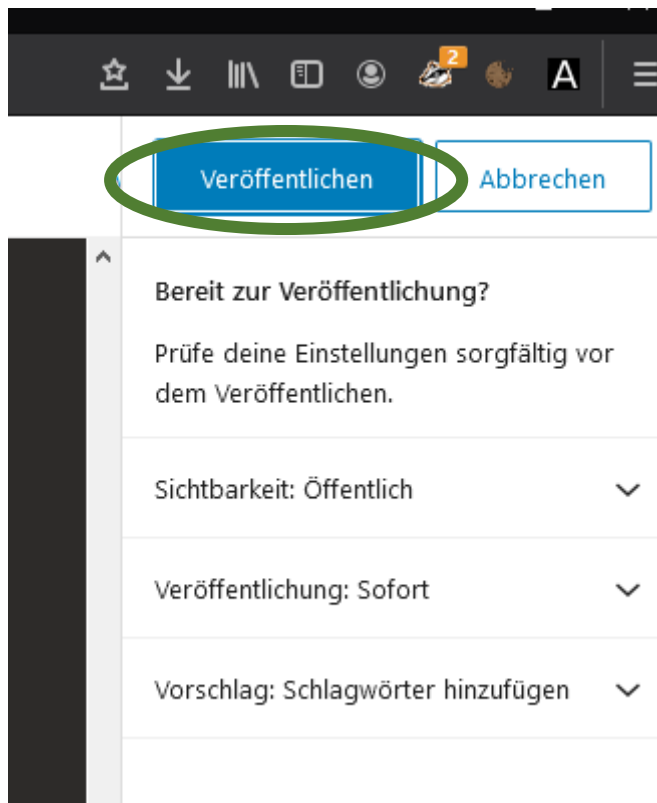 2
A
Veröffentlichen
Abbrechen
Bereit zur Veröffentlichung?
Prüfe deine Einstellungen sorgfältig vor
dem Veröffentlichen.
Sichtbarkeit: Öffentlich
Veröffentlichung: Sofort
Vorschlag: Schlagwörter hinzufügen